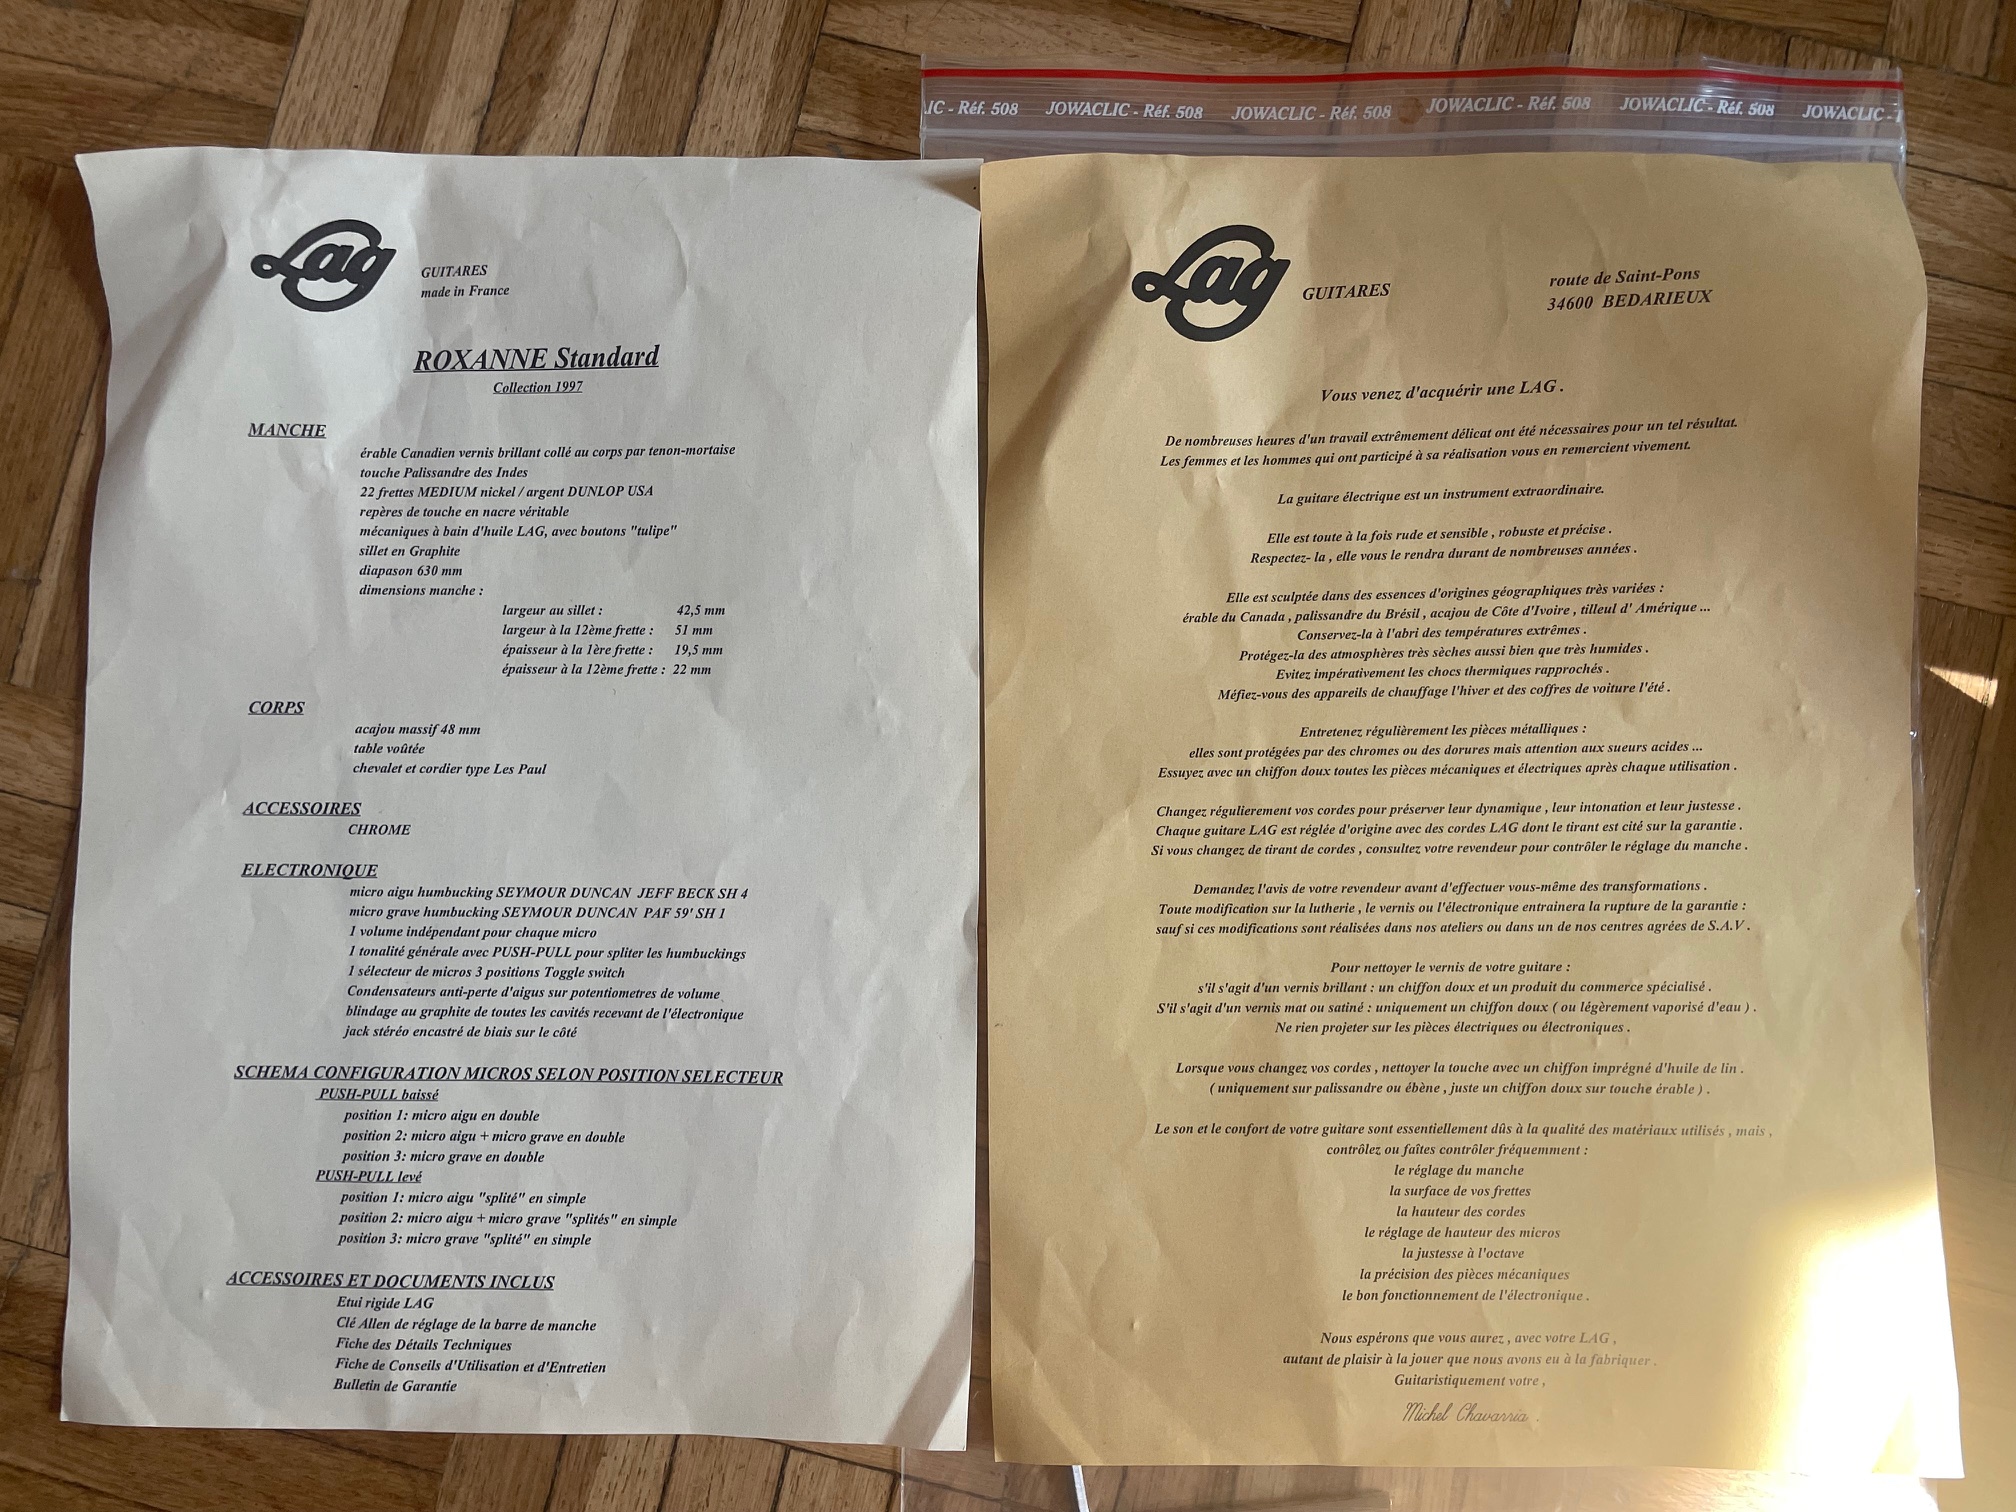 JOWACLIC - Réf. 508 JOWACLIC - Réf. 508 JOWACLIC - Réf. 508 JOWACLIC - Réf. 508 JOWACLIC -
Lag
GUITARES
made in France
ROXANNE Standard
Collection 1997
MANCHE
érable Canadien vernis brillant collé au corps par tenon-mortaise
touche Palissandre des Indes
22 frettes MEDIUM nickel / argent DUNLOP USA
repères de touche en nacre véritable
mécaniques à bain d'huile LAG, avec boutons "tulipe"
sillet en Graphite
diapason 630 mm
dimensions manche :
largeur au sillet : 42,5 mm
largeur à la 12ème frette : 51 mm
épaisseur à la 1ère frette : 19,5 mm
épaisseur à la 12ème frette : 22 mm
CORPS
acajou massif 48 mm
table voûtée
chevalet et cordier type Les Paul
ACCESSOIRES
CHROME
ELECTRONIQUE
micro aigu humbucking SEYMOUR DUNCAN JEFF BECK SH 4
micro grave humbucking SEYMOUR DUNCAN PAF 59' SH 1
1 volume indépendant pour chaque micro
1 tonalité générale avec PUSH-PULL pour spliter les humbuckings
1 sélecteur de micros 3 positions Toggle switch
Condensateurs anti-perte d'aigus sur potentiometres de volume
blindage au graphite de toutes les cavités recevant de l'électronique
jack stéréo encastré de biais sur le côté
SCHEMA CONFIGURATION MICROS SELON POSITION SELECTEUR
PUSH-PULL baissé
position 1: micro aigu en double
position 2: micro aigu + micro grave en double
position 3: micro grave en double
PUSH-PULL levé
position 1: micro aigu "splité" en simple
position 2: micro aigu + micro grave "splités" en simple
position 3: micro grave "splité" en simple
ACCESSOIRES ET DOCUMENTS INCLUS
Etui rigide LAG
Clé Allen de réglage de la barre de manche
Fiche des Détails Techniques
Fiche de Conseils d'Utilisation et d'Entretien
Bulletin de Garantie
Lag
GUITARES
route de Saint-Pons
34600 BEDARIEUX
Vous venez d'acquérir une LAG .
De nombreuses heures d'un travail extrêmement délicat ont été nécessaires pour un tel résultat.
Les femmes et les hommes qui ont participé à sa réalisation vous en remercient vivement.
La guitare électrique est un instrument extraordinaire.
Elle est toute à la fois rude et sensible , robuste et précise .
Respectez- la , elle vous le rendra durant de nombreuses années .
Elle est sculptée dans des essences d'origines géographiques très variées :
érable du Canada , palissandre du Brésil , acajou de Côte d'Ivoire , tilleul d' Amérique ...
Conservez-la à l'abri des températures extrêmes .
Protégez-la des atmosphères très sèches aussi bien que très humides .
Evitez impérativement les chocs thermiques rapprochés .
Méfiez-vous des appareils de chauffage l'hiver et des coffres de voiture l'été .
Entretenez régulièrement les pièces métalliques :
elles sont protégées par des chromes ou des dorures mais attention aux sueurs acides ...
Essuyez avec un chiffon doux toutes les pièces mécaniques et électriques après chaque utilisation .
Changez régulierement vos cordes pour préserver leur dynamique , leur intonation et leur justesse .
Chaque guitare LAG est réglée d'origine avec des cordes LAG dont le tirant est cité sur la garantie .
Si vous changez de tirant de cordes , consultez votre revendeur pour contrôler le réglage du manche .
Demandez l'avis de votre revendeur avant d'effectuer vous-même des transformations .
Toute modification sur la lutherie , le vernis ou l'électronique entrainera la rupture de la garantie :
sauf si ces modifications sont réalisées dans nos ateliers ou dans un de nos centres agrées de S.A.V .
Pour nettoyer le vernis de votre guitare :
s'il s'agit d'un vernis brillant : un chiffon doux et un produit du commerce spécialisé .
S'il s'agit d'un vernis mat ou satiné : uniquement un chiffon doux ( ou légèrement vaporisé d'eau ) .
Ne rien projeter sur les pièces électriques ou électroniques .
Lorsque vous changez vos cordes , nettoyer la touche avec un chiffon imprégné d'huile de lin .
( uniquement sur palissandre ou ébène , juste un chiffon doux sur touche érable ) .
Le son et le confort de votre guitare sont essentiellement dûs à la qualité des matériaux utilisés , mais ,
contrôlez ou faîtes contrôler fréquemment :
le réglage du manche
la surface de vos frettes
la hauteur des cordes
le réglage de hauteur des micros
la justesse à l'octave
la précision des pièces mécaniques
le bon fonctionnement de l'électronique .
Nous espérons que vous aurez , avec votre LAG ,
autant de plaisir à la jouer que nous avons eu à la fabriquer .
Guitaristiquement votre ,
Michel Chavarria .